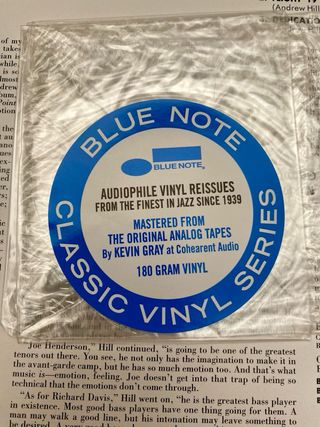 (Andrew Hill
BLUE NOTE
BLUE NOTE.
AUDIOPHILE VINYL REISSUES
FROM THE FINEST IN JAZZ SINCE 1939
MASTERED FROM
THE ORIGINAL ANALOG TAPES
By KEVIN GRAY at Cohearent Audio
180 GRAM VINYL
CLASSIC VINYL SERIES
Joe Henderson," Hill continued, "is going to be one of the greatest
tenors out there. You see, he not only has the imagination to make it in
the avant-garde camp, but he has so much emotion too. And that's what
music is—emotion, feeling. Joe doesn't get into that trap of being so
technical that the emotions don't come through.
"As for Richard Davis," Hill went on, "he is the greatest bass player
in existence. Most good bass players have one thing going for them. A
man may walk a good line, but his intonation may leave something to